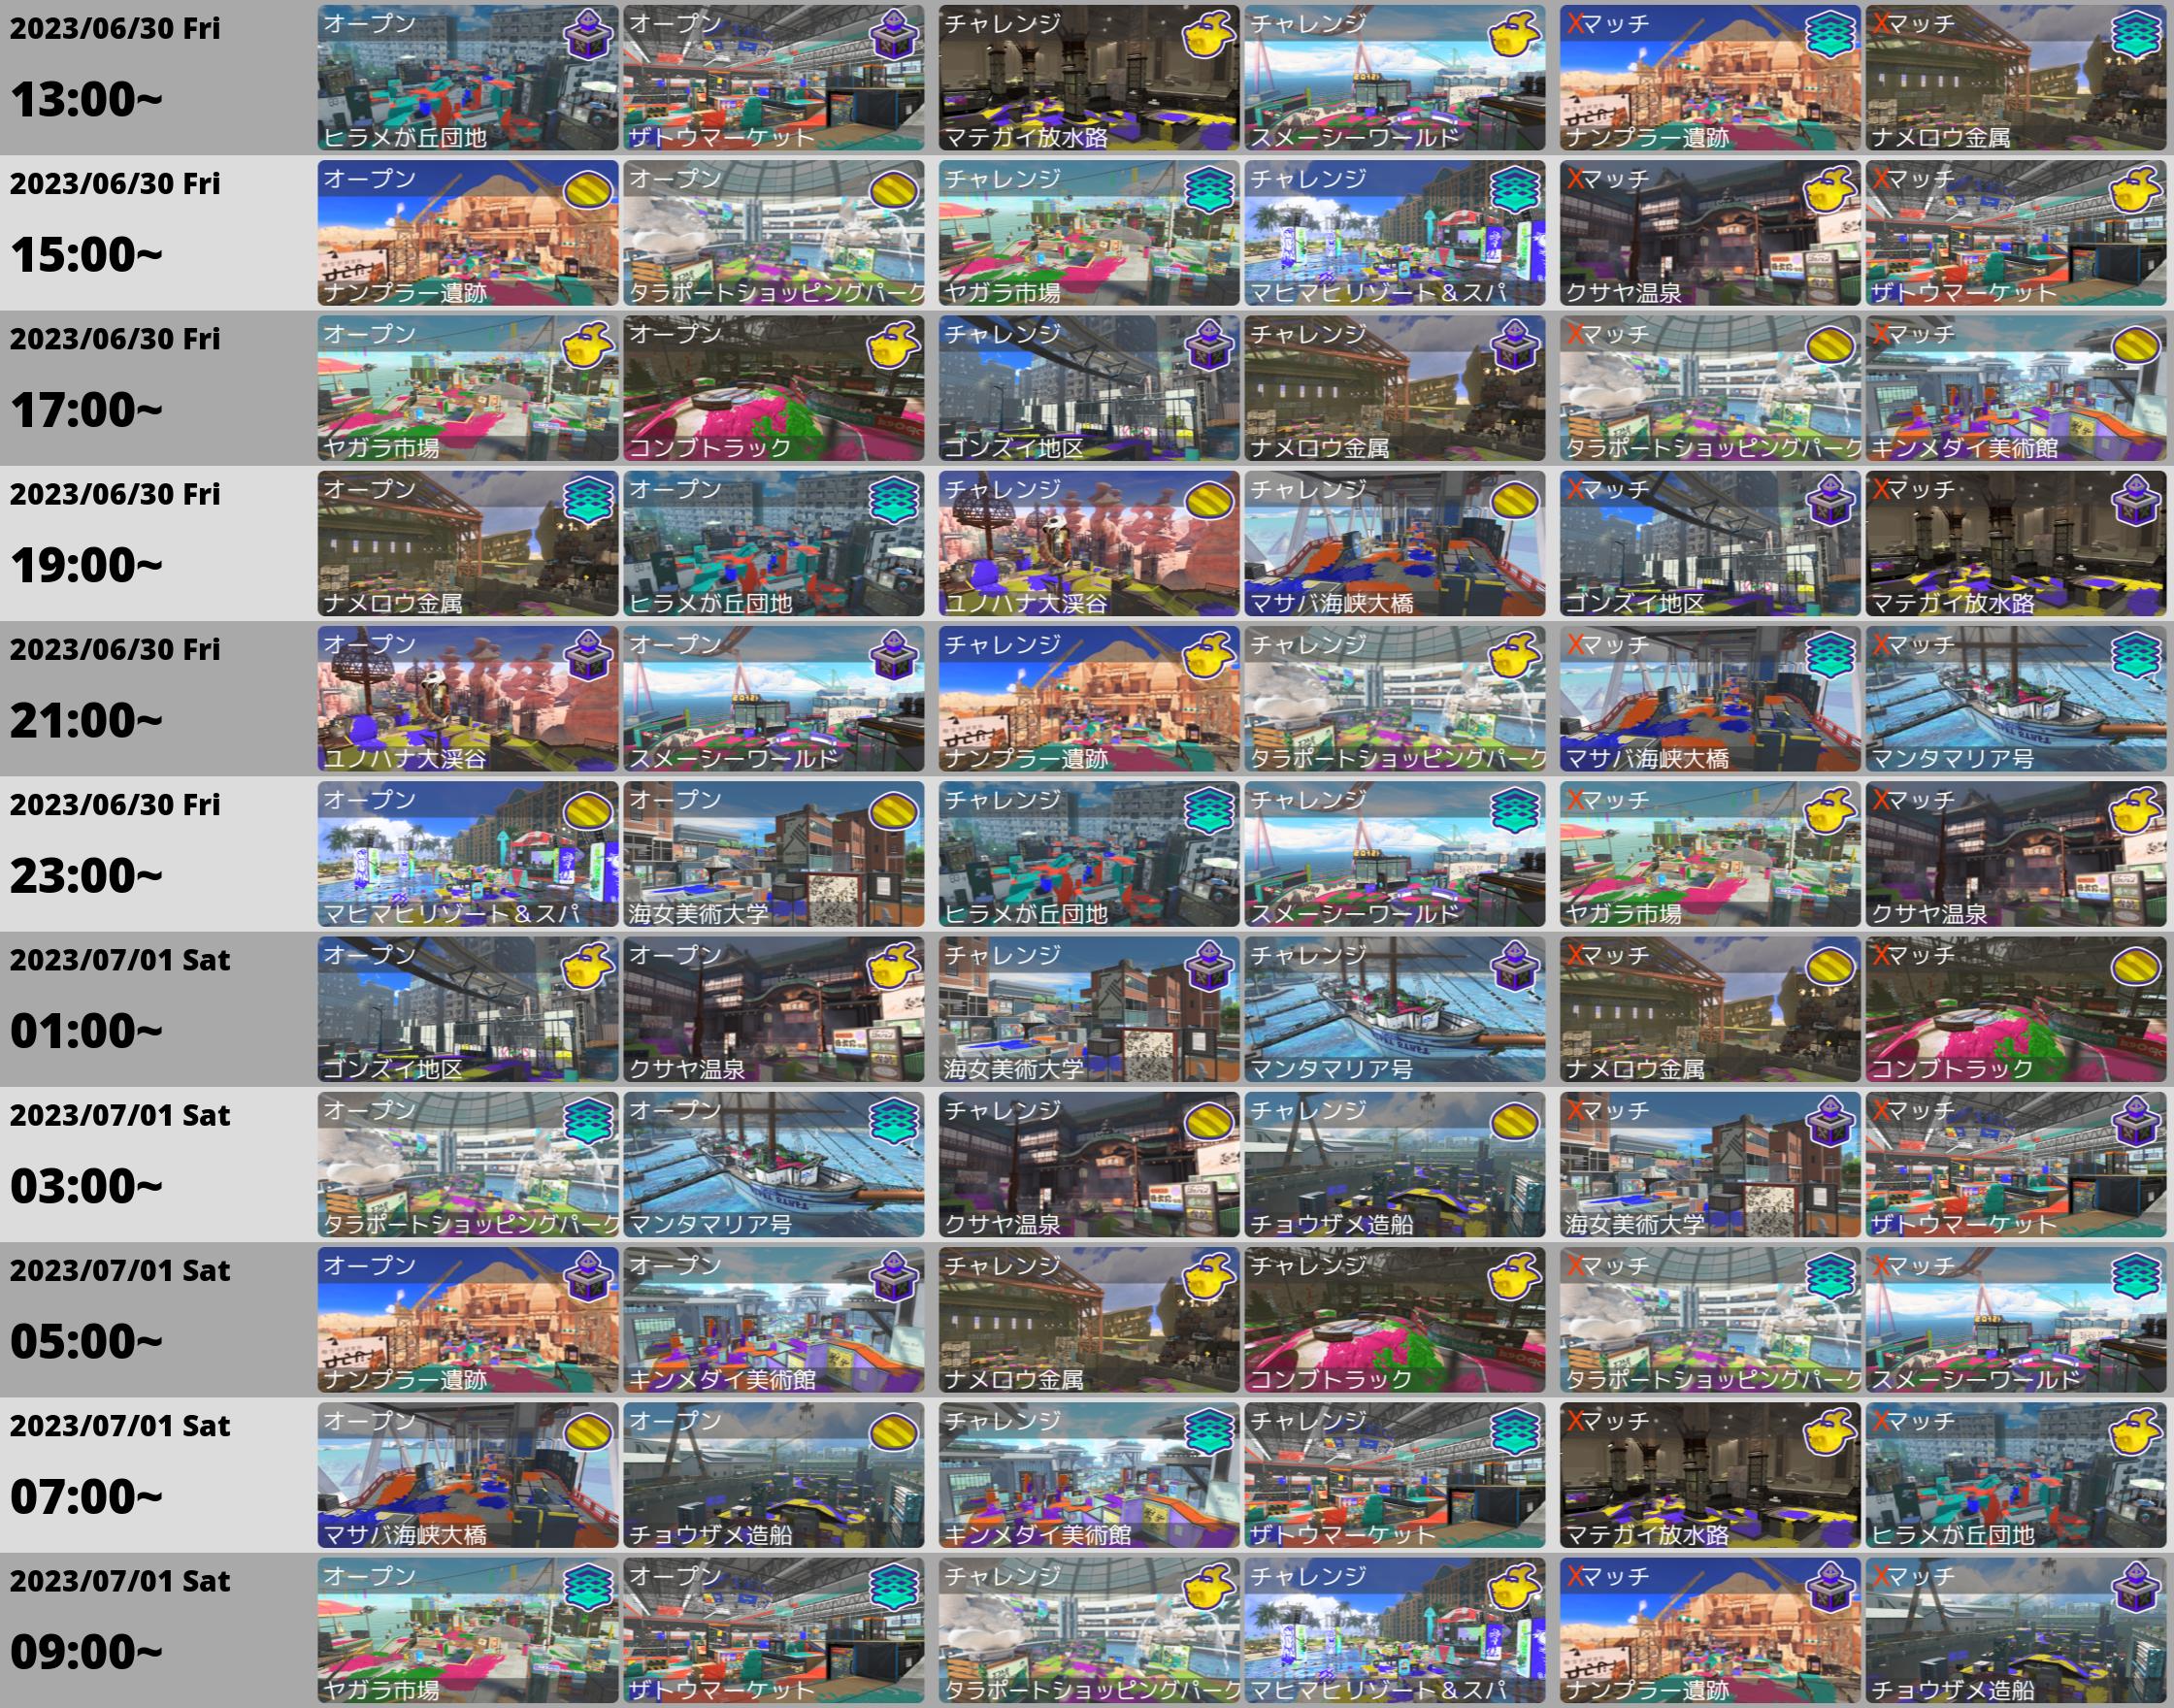 2023/06/30 Fri
13:00~
オープン オープン チャレンジ チャレンジ Xマッチ Xマッチ
ヒラメが丘団地 ザトウマーケット マテガイ放水路 スメーシーワールド ナンプラー遺跡 ナメロウ金属
2023/06/30 Fri
15:00~
オープン オープン チャレンジ チャレンジ Xマッチ Xマッチ
ナンプラー遺跡 タラポートショッピングパーク ヤガラ市場 マヒマヒリゾート＆スパ クサヤ温泉 ザトウマーケット
2023/06/30 Fri
17:00~
オープン オープン チャレンジ チャレンジ Xマッチ Xマッチ
ヤガラ市場 コンブトラック ゴンズイ地区 ナメロウ金属 タラポートショッピングパーク キンメダイ美術館
2023/06/30 Fri
19:00~
オープン オープン チャレンジ チャレンジ Xマッチ Xマッチ
ナメロウ金属 ヒラメが丘団地 ユノハナ大渓谷 マサバ海峡大橋 ゴンズイ地区 マテガイ放水路
2023/06/30 Fri
21:00~
オープン オープン チャレンジ チャレンジ Xマッチ Xマッチ
ユノハナ大渓谷 スメーシーワールド ナンプラー遺跡 タラポートショッピングパーク マサバ海峡大橋 マンタマリア号
2023/06/30 Fri
23:00~
オープン オープン チャレンジ チャレンジ Xマッチ Xマッチ
マヒマヒリゾート＆スパ 海女美術大学 ヒラメが丘団地 スメーシーワールド ヤガラ市場 クサヤ温泉
2023/07/01 Sat
01:00~
オープン オープン チャレンジ チャレンジ Xマッチ Xマッチ
ゴンズイ地区 クサヤ温泉 海女美術大学 マンタマリア号 ナメロウ金属 コンブトラック
2023/07/01 Sat
03:00~
オープン オープン チャレンジ チャレンジ Xマッチ Xマッチ
タラポートショッピングパーク マンタマリア号 クサヤ温泉 チョウザメ造船 海女美術大学 ザトウマーケット
2023/07/01 Sat
05:00~
オープン オープン チャレンジ チャレンジ Xマッチ Xマッチ
ナンプラー遺跡 キンメダイ美術館 ナメロウ金属 コンブトラック タラポートショッピングパーク スメーシーワールド
2023/07/01 Sat
07:00~
オープン オープン チャレンジ チャレンジ Xマッチ Xマッチ
マサバ海峡大橋 チョウザメ造船 キンメダイ美術館 ザトウマーケット マテガイ放水路 ヒラメが丘団地
2023/07/01 Sat
09:00~
オープン オープン チャレンジ チャレンジ Xマッチ Xマッチ
ヤガラ市場 ザトウマーケット タラポートショッピングパーク マヒマヒリゾート＆スパ ナンプラー遺跡 チョウザメ造船